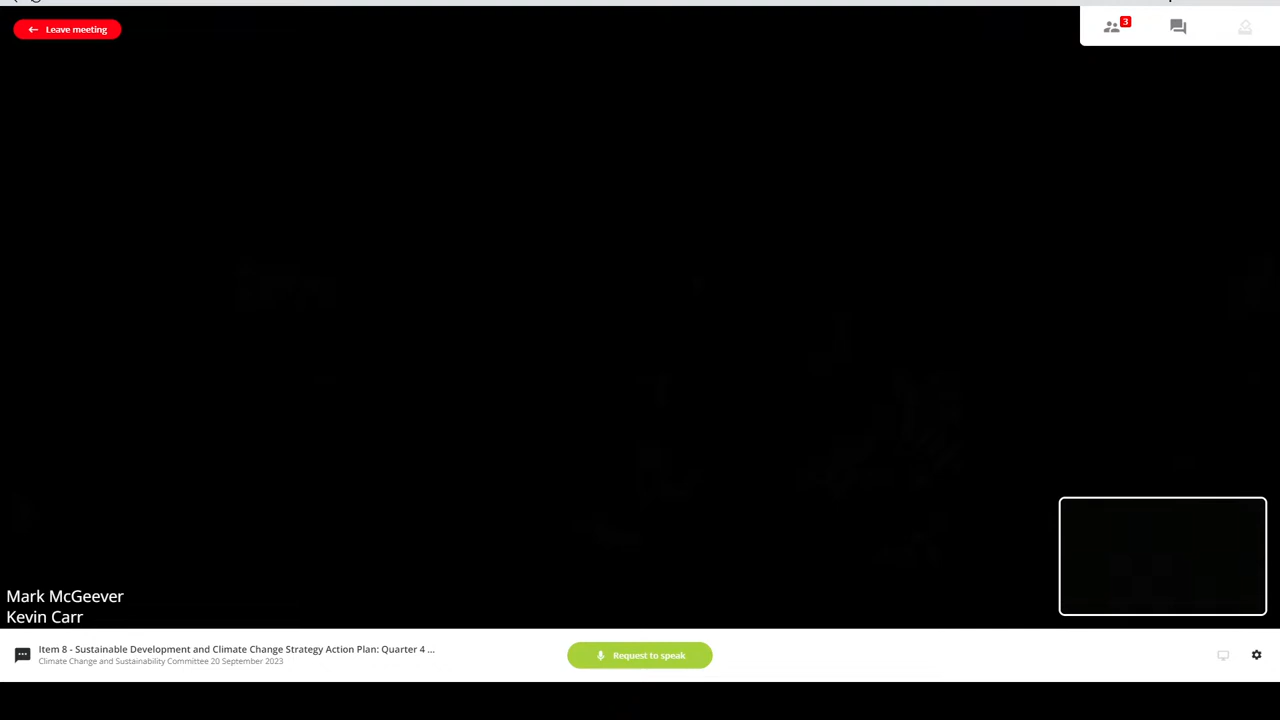 Leave meeting
3
Mark McGeever
Kevin Carr
Item 8 - Sustainable Development and Climate Change Strategy Action Plan: Quarter 4 ...
Climate Change and Sustainability Committee 20 September 2023
Request to speak